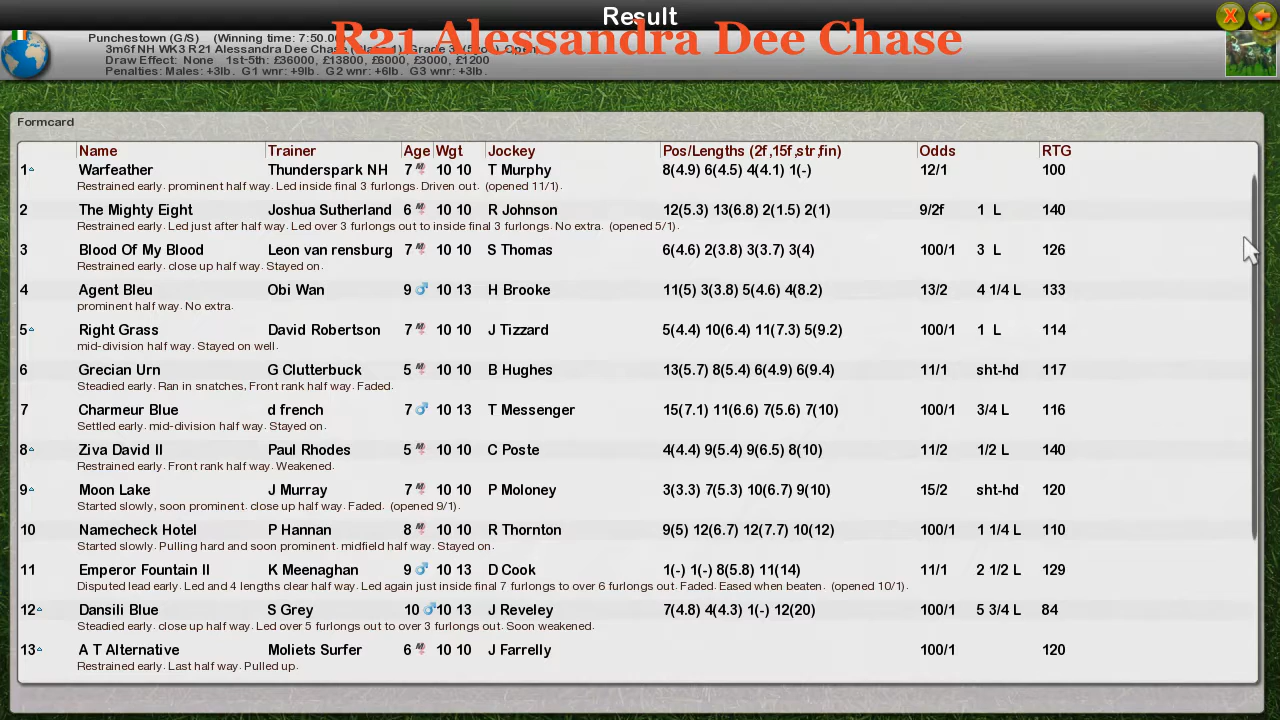 Result
R21 Alessandra Dee Chase
Punchestown (G/S) (Winning time: 7:50.00
3m6f NH WK3 R21 Alessandra Dee Chase (Class 1), Grade 3, (5yo+), Open
Draw Effect: None 1st-5th: £36000, £13800, £6000, £3000, £1200
Penalties: Males: +3lb. G1 wnr: +9lb. G2 wnr: +6lb. G3 wnr: +3lb.
Formcard
Name Trainer Age Wgt Jockey Pos/Lengths (2f,15f,str,fin) Odds RTG
1 Warfeather Thunderspark NH 7 10 10 T Murphy 8(4.9) 6(4.5) 4(4.1) 1(-) 12/1 100
Restrained early. prominent half way. Led inside final 3 furlongs. Driven out. (opened 11/1).
2 The Mighty Eight Joshua Sutherland 6 10 10 R Johnson 12(5.3) 13(6.8) 2(1.5) 2(1) 9/2f 1 L 140
Restrained early. Led just after half way. Led over 3 furlongs out to inside final 3 furlongs. No extra. (opened 5/1).
3 Blood Of My Blood Leon van rensburg 7 10 10 S Thomas 6(4.6) 2(3.8) 3(3.7) 3(4) 100/1 3 L 126
Restrained early. close up half way. Stayed on.
4 Agent Bleu Obi Wan 9 10 13 H Brooke 11(5) 3(3.8) 5(4.6) 4(8.2) 13/2 4 1/4 L 133
prominent half way. No extra.
5 Right Grass David Robertson 7 10 10 J Tizzard 5(4.4) 10(6.4) 11(7.3) 5(9.2) 100/1 1 L 114
mid-division half way. Stayed on well.
6 Grecian Urn G Clutterbuck 5 10 10 B Hughes 13(5.7) 8(5.4) 6(4.9) 6(9.4) 11/1 sht-hd 117
Steadied early. Ran in snatches, Front rank half way. Faded.
7 Charmeur Blue d french 7 10 13 T Messenger 15(7.1) 11(6.6) 7(5.6) 7(10) 100/1 3/4 L 116
Settled early. mid-division half way. Stayed on.
8 Ziva David II Paul Rhodes 5 10 10 C Poste 4(4.4) 9(5.4) 9(6.5) 8(10) 11/2 1/2 L 140
Restrained early. Front rank half way. Weakened.
9 Moon Lake J Murray 7 10 10 P Moloney 3(3.3) 7(5.3) 10(6.7) 9(10) 15/2 sht-hd 120
Started slowly, soon prominent. close up half way. Faded. (opened 9/1).
10 Namecheck Hotel P Hannan 8 10 10 R Thornton 9(5) 12(6.7) 12(7.7) 10(12) 100/1 1 1/4 L 110
Started slowly. Pulling hard and soon prominent. midfield half way. Stayed on.
11 Emperor Fountain II K Meenaghan 9 10 13 D Cook 1(-) 1(-) 8(5.8) 11(14) 11/1 2 1/2 L 129
Disputed lead early. Led and 4 lengths clear half way. Led again just inside final 7 furlongs to over 6 furlongs out. Faded. Eased when beaten. (opened 10/1).
12 Dansili Blue S Grey 10 10 13 J Reveley 7(4.8) 4(4.3) 1(-) 12(20) 100/1 5 3/4 L 84
Steadied early. close up half way. Led over 5 furlongs out to over 3 furlongs out. Soon weakened.
13 A T Alternative Moliets Surfer 6 10 10 J Farrelly 100/1 120
Restrained early. Last half way. Pulled up.